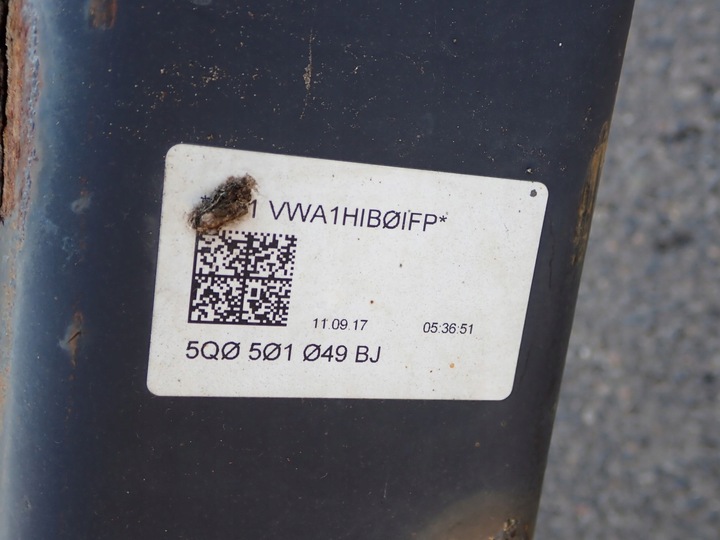 1 VWA1HIBØIFP*
11.09.17 05:36:51
5QØ 5Ø1 Ø49 BJ